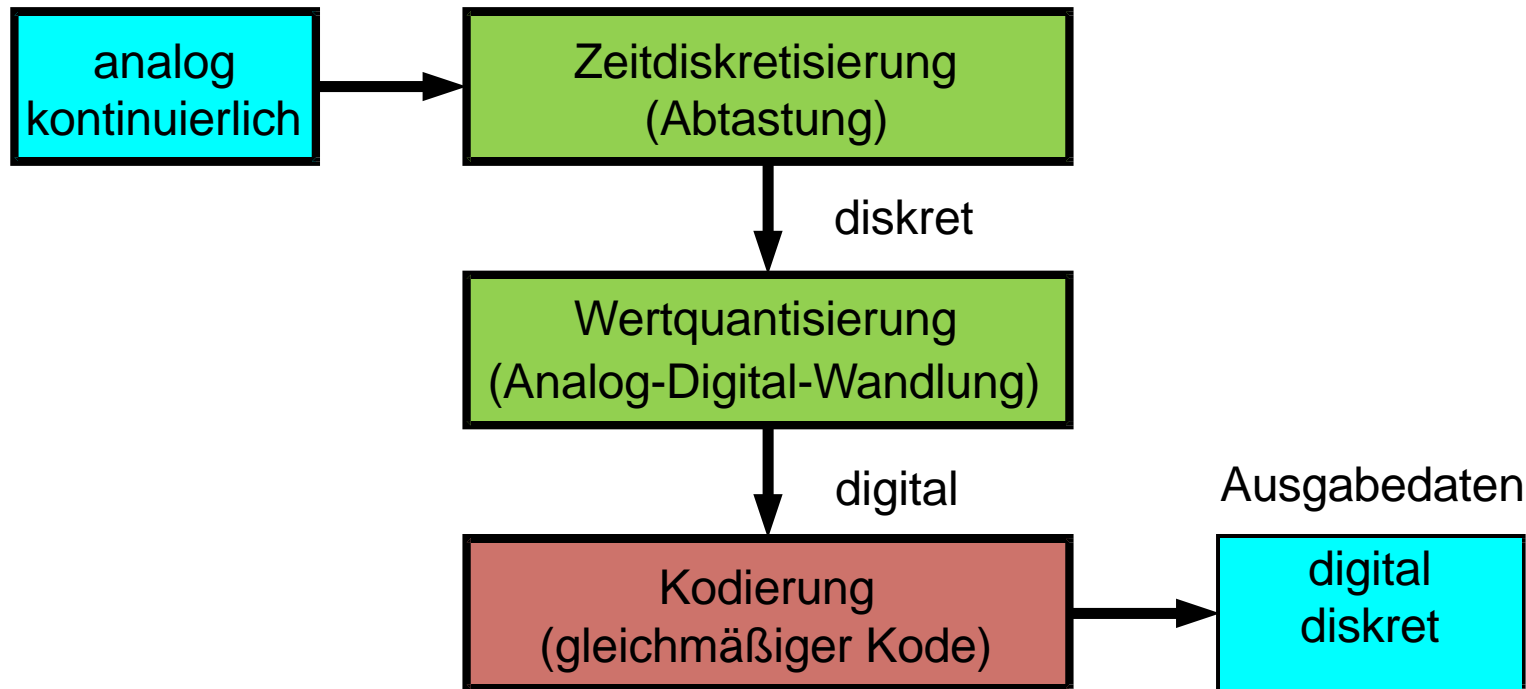 analog
kontinuierlich
Zeitdiskretisierung
(Abtastung)
diskret
Wertquantisierung
(Analog-Digital-Wandlung)
digital
Kodierung
(gleichmäßiger Kode)
Ausgabedaten
digital
diskret